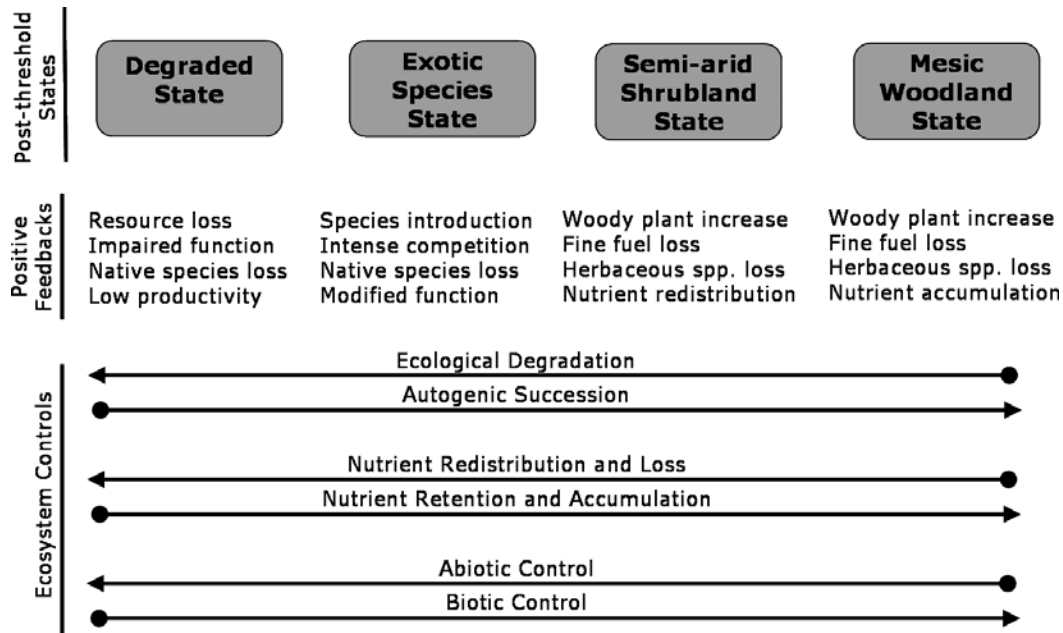 Post-threshold
States
Degraded
State
Exotic
Species
State
Semi-arid
Shrubland
State
Mesic
Woodland
State
Positive
Feedbacks
Resource loss
Impaired function
Native species loss
Low productivity
Species introduction
Intense competition
Native species loss
Modified function
Woody plant increase
Fine fuel loss
Herbaceous spp. loss
Nutrient redistribution
Woody plant increase
Fine fuel loss
Herbaceous spp. loss
Nutrient accumulation
Ecosystem Controls
Ecological Degradation
Autogenic Succession
Nutrient Redistribution and Loss
Nutrient Retention and Accumulation
Abiotic Control
Biotic Control